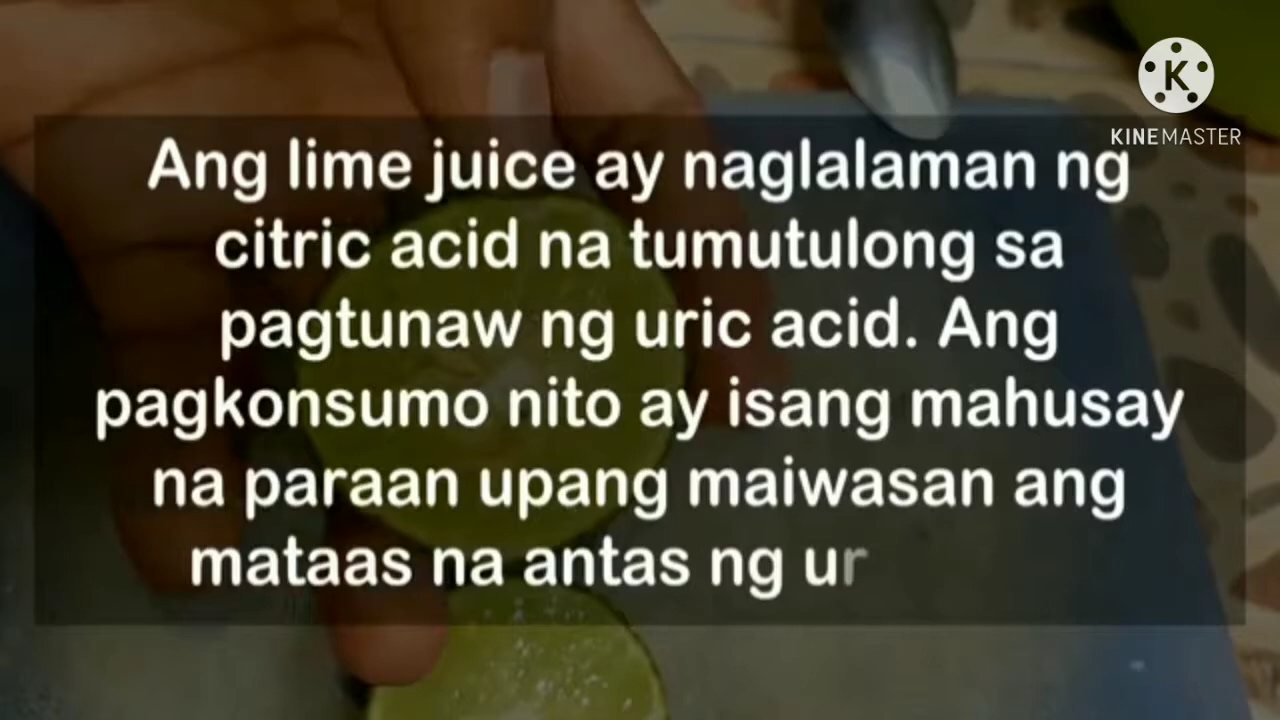 KINEMASTER
Ang lime juice ay naglalaman ng
citric acid na tumutulong sa
pagtunaw ng uric acid. Ang
pagkonsumo nito ay isang mahusay
na paraan upang maiwasan ang
mataas na antas ng ur